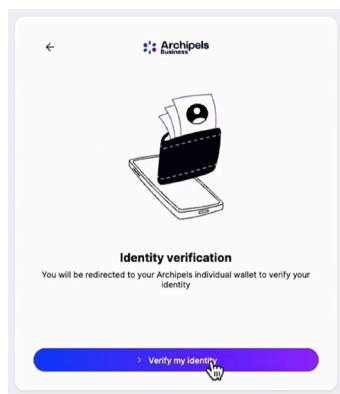 Archipels
Business
Identity verification
You will be redirected to your Archipels individual wallet to verify your
identity
Verify my identity